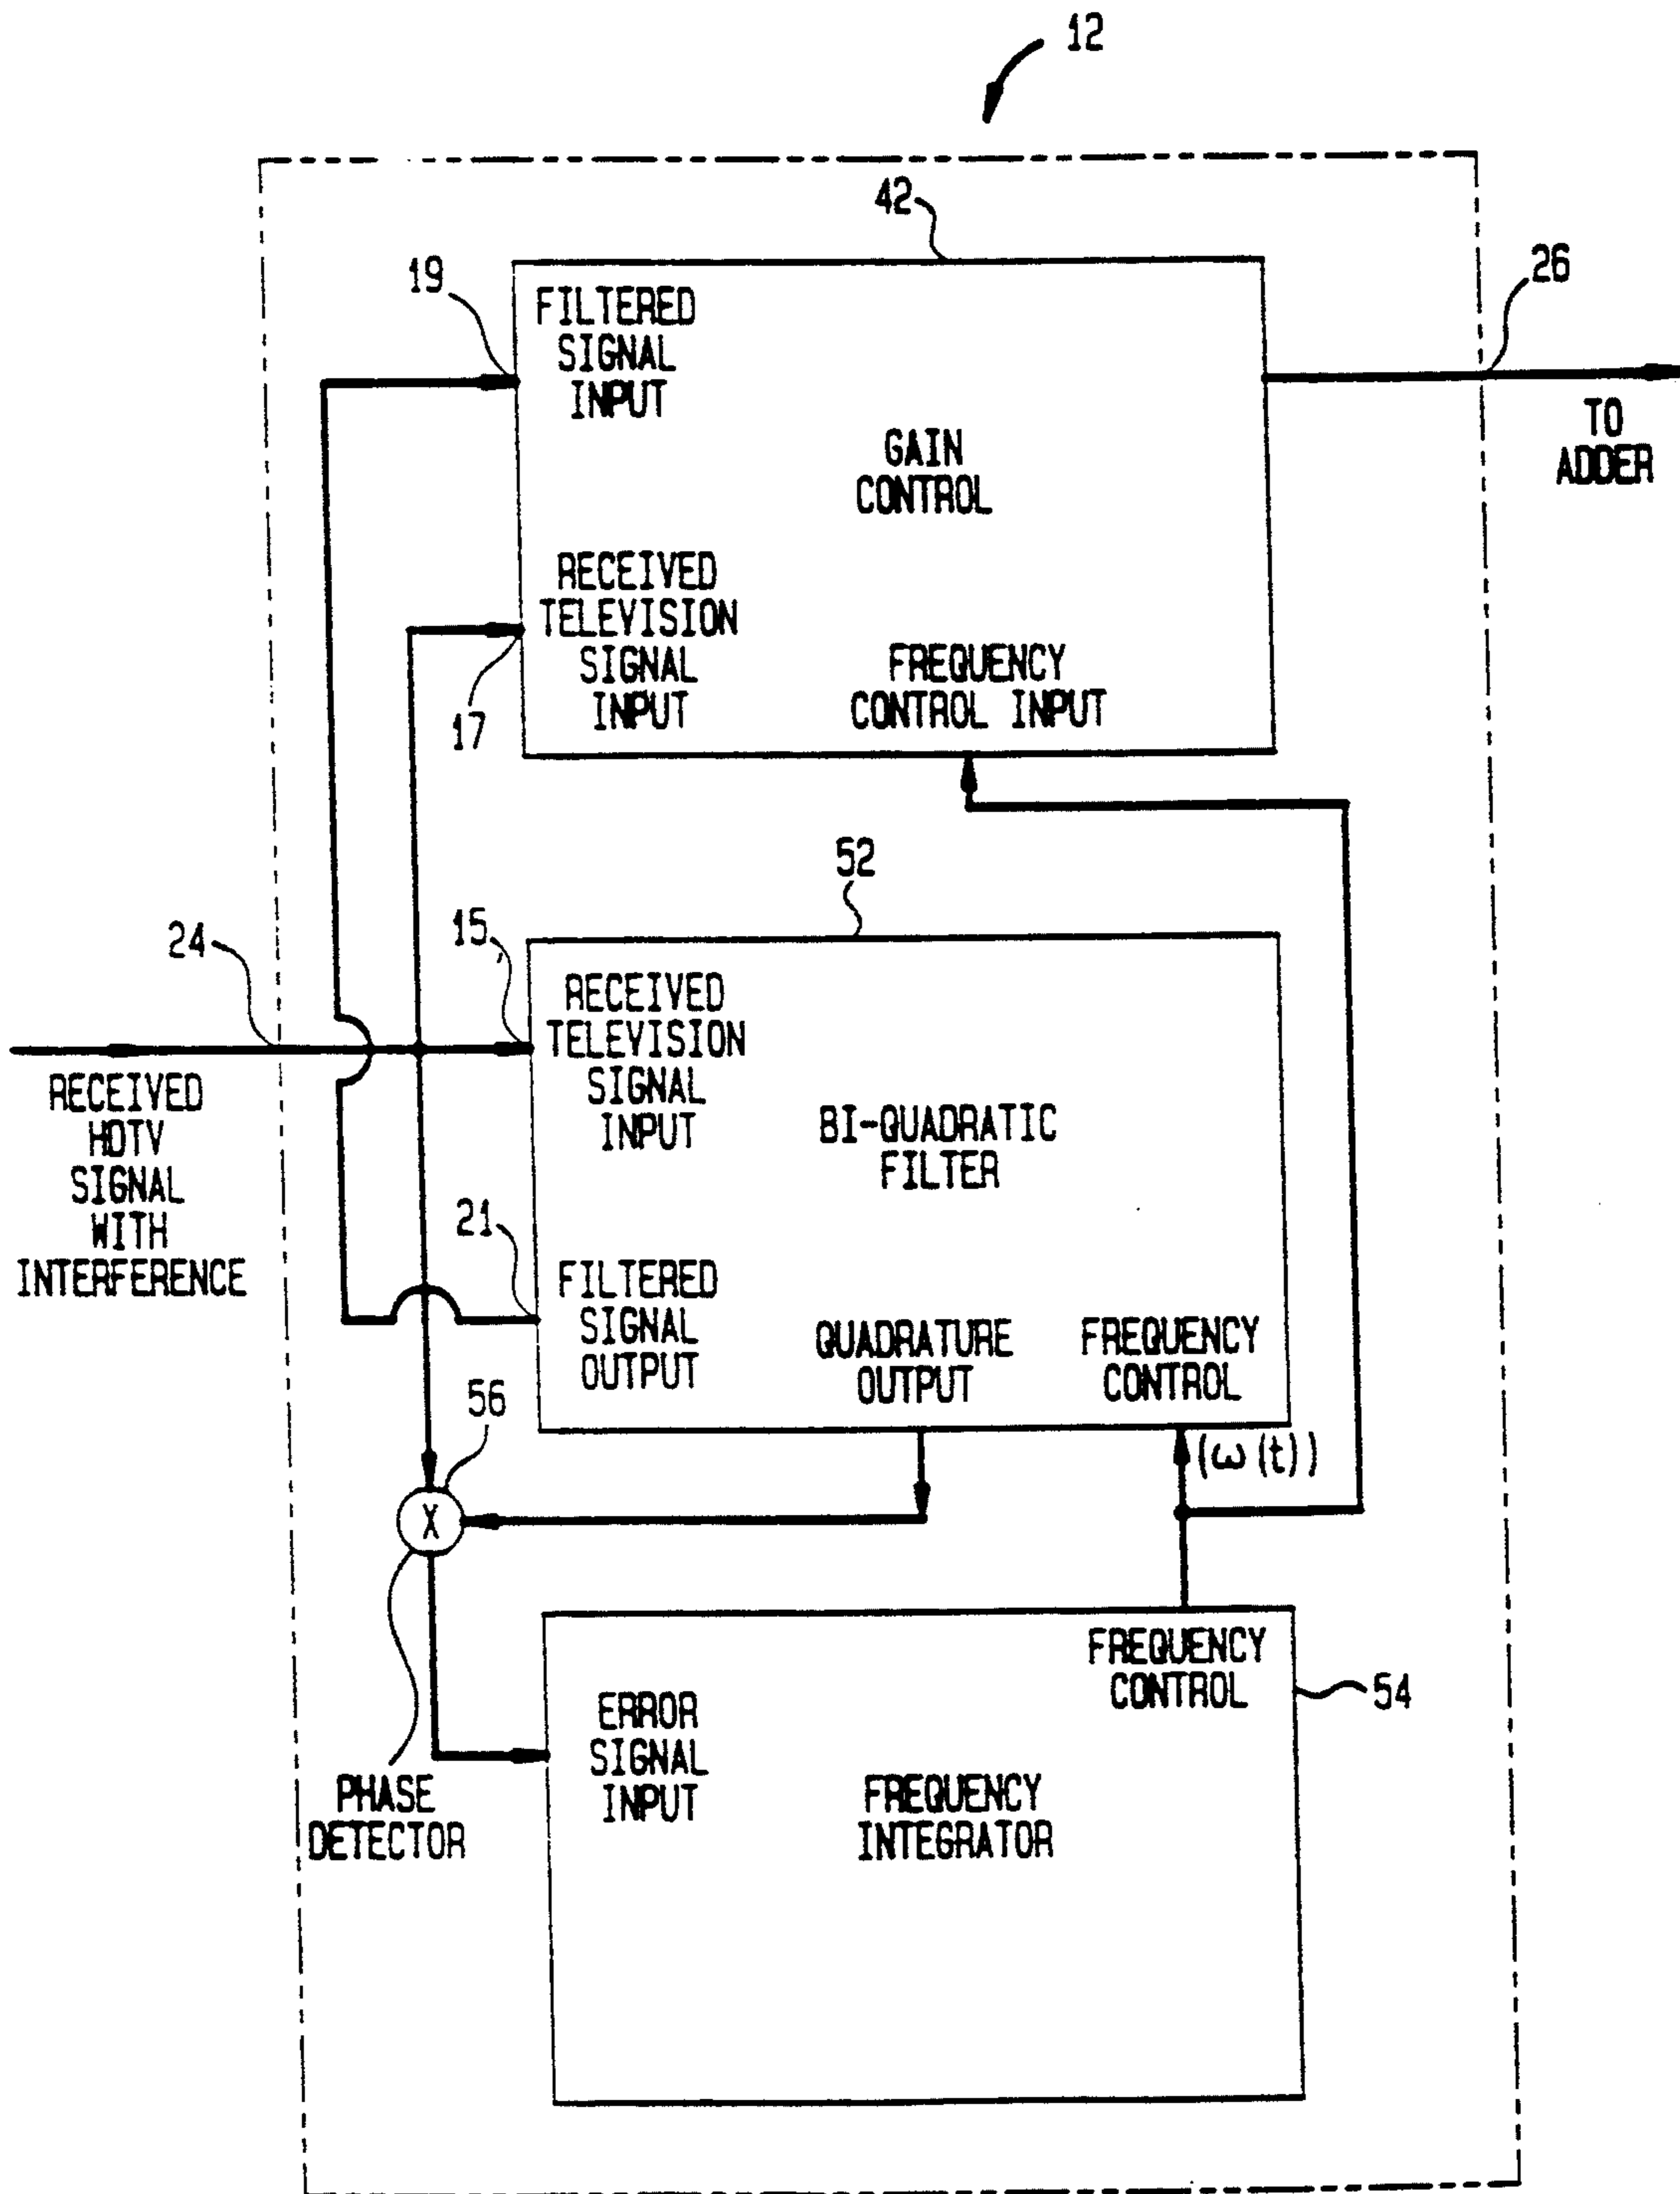 12
42
19
26
FILTERED
SIGNAL
INPUT
TO
ADDER
GAIN
CONTROL
RECEIVED
TELEVISION
SIGNAL
INPUT
17
FREQUENCY
CONTROL INPUT
52
24
15
RECEIVED
TELEVISION
SIGNAL
INPUT
RECEIVED
HDTV
SIGNAL
WITH
INTERFERENCE
BI-QUADRATIC
FILTER
21
FILTERED
SIGNAL
OUTPUT
QUADRATURE
OUTPUT
FREQUENCY
CONTROL
56
(ω(t))
X
FREQUENCY
CONTROL
54
ERROR
SIGNAL
INPUT
PHASE
DETECTOR
FREQUENCY
INTEGRATOR